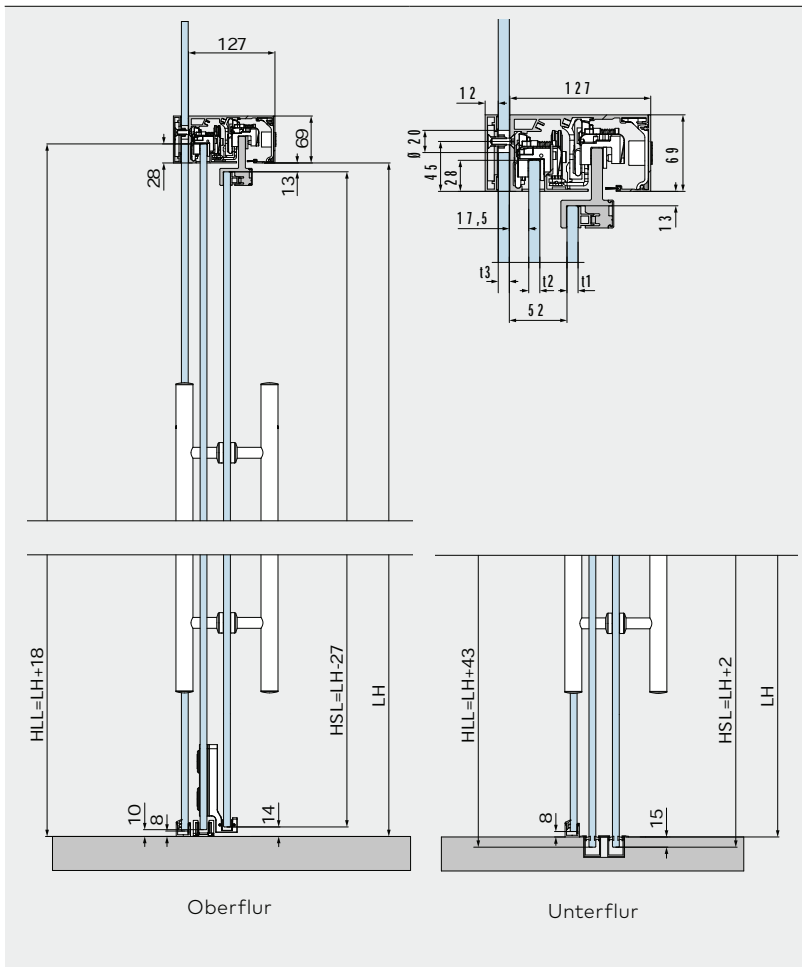 127
69
28
13
12
127
Ø 20
45
28
69
17,5
13
t3
t2
t1
52
HLL=LH+18
HSL=LH-27
LH
10
8
14
HLL=LH+43
HSL=LH+2
LH
8
15
Oberflur
Unterflur